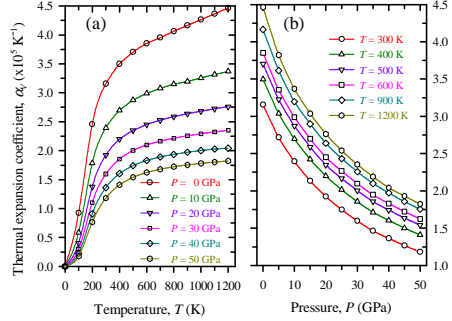 (a)
(b)
Thermal expansion coefficient, αᵥ (x10⁵ K⁻¹)
4.5
4.0
3.5
3.0
2.5
2.0
1.5
1.0
0.5
0.0
P = 0 GPa
P = 10 GPa
P = 20 GPa
P = 30 GPa
P = 40 GPa
P = 50 GPa
0 200 400 600 800 1000 1200
Temperature, T (K)
T = 300 K
T = 400 K
T = 500 K
T = 600 K
T = 900 K
T = 1200 K
4.5
4.0
3.5
3.0
2.5
2.0
1.5
1.0
0 10 20 30 40 50
Pressure, P (GPa)